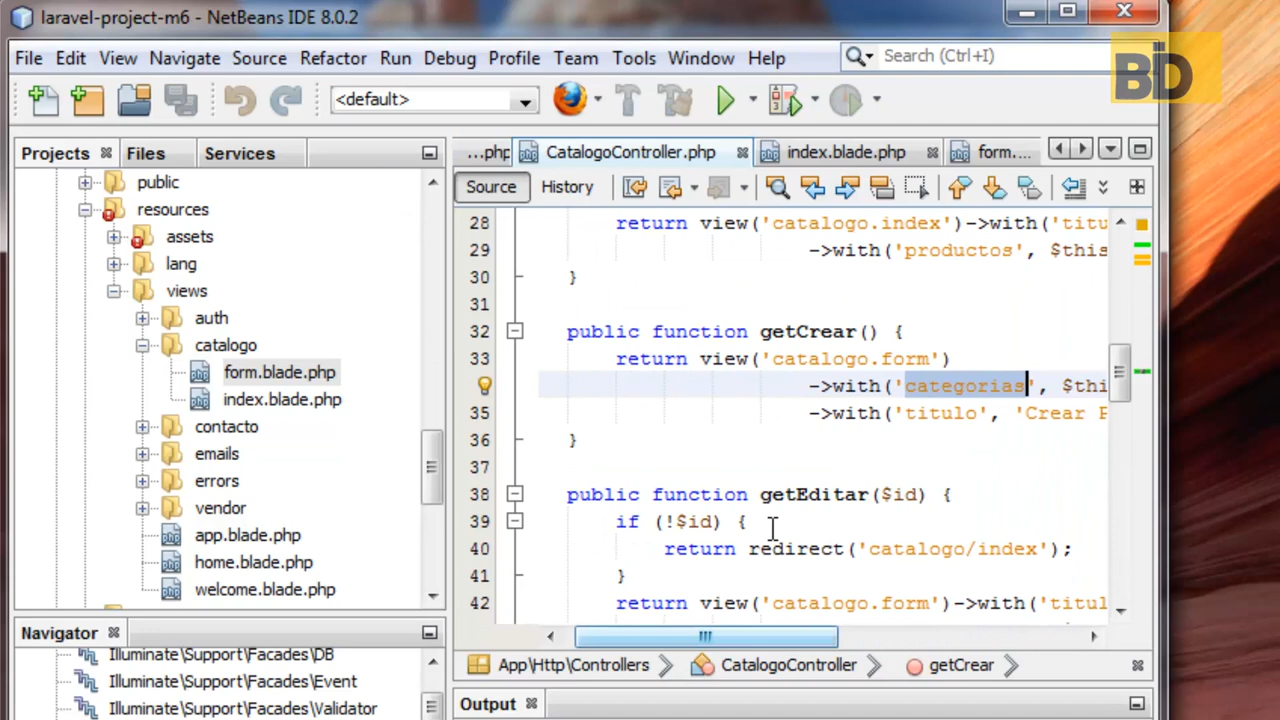 laravel-project-m6 - NetBeans IDE 8.0.2
File Edit View Navigate Source Refactor Run Debug Profile Team Tools Window Help
Search (Ctrl+I)
BD
<default>
Projects Files Services
...php CatalogoController.php index.blade.php form....
Source History
public
resources
assets
lang
views
auth
catalogo
form.blade.php
index.blade.php
contacto
emails
errors
vendor
app.blade.php
home.blade.php
welcome.blade.php
28 return view('catalogo.index')->with('titu
29 ->with('productos', $this
30 }
31
32 public function getCrear() {
33 return view('catalogo.form')
->with('categorias', $thi
35 ->with('titulo', 'Crear P
36 }
37
38 public function getEditar($id) {
39 if (!$id) {
40 return redirect('catalogo/index');
41 }
42 return view('catalogo.form')->with('titul
App\Http\Controllers CatalogoController getCrear
Navigator
Illuminate\Support\Facades\DB
Illuminate\Support\Facades\Event
Illuminate\Support\Facades\Validator
Output